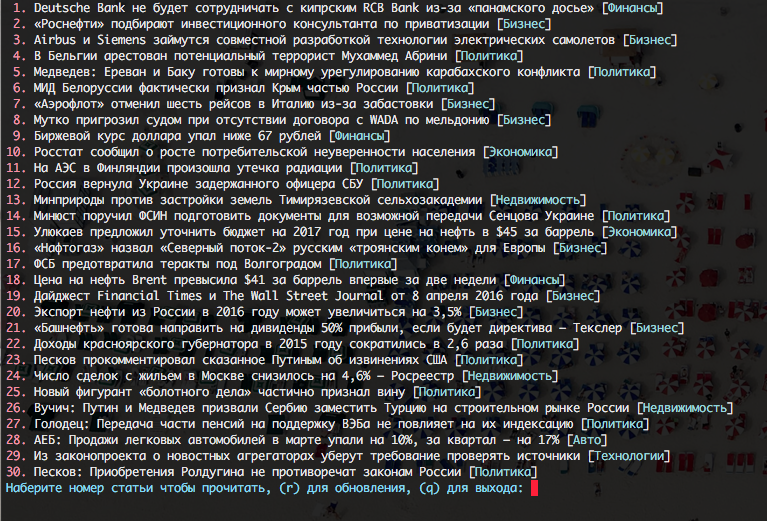 1. Deutsche Bank не будет сотрудничать с кипрским RCB Bank из-за «панамского досье» [Финансы]
2. «Роснефти» подбирают инвестиционного консультанта по приватизации [Бизнес]
3. Airbus и Siemens займутся совместной разработкой технологии электрических самолетов [Бизнес]
4. В Бельгии арестован потенциальный террорист Мухаммед Абрини [Политика]
5. Медведев: Ереван и Баку готовы к мирному урегулированию карабахского конфликта [Политика]
6. МИД Белоруссии фактически признал Крым частью России [Политика]
7. «Аэрофлот» отменил шесть рейсов в Италию из-за забастовки [Бизнес]
8. Мутко пригрозил судом при отсутствии договора с WADA по мельдонию [Бизнес]
9. Биржевой курс доллара упал ниже 67 рублей [Финансы]
10. Росстат сообщил о росте потребительской неуверенности населения [Экономика]
11. На АЭС в Финляндии произошла утечка радиации [Политика]
12. Россия вернула Украине задержанного офицера СБУ [Политика]
13. Минприроды против застройки земель Тимирязевской сельхозакадемии [Недвижимость]
14. Минюст поручил ФСИН подготовить документы для возможной передачи Сенцова Украине [Политика]
15. Улюкаев предложил уточнить бюджет на 2017 год при цене на нефть в $45 за баррель [Экономика]
16. «Нафтогаз» назвал «Северный поток-2» русским «троянским конем» для Европы [Бизнес]
17. ФСБ предотвратила теракты под Волгоградом [Политика]
18. Цена на нефть Brent превысила $41 за баррель впервые за две недели [Финансы]
19. Дайджест Financial Times и The Wall Street Journal от 8 апреля 2016 года [Бизнес]
20. Экспорт нефти из России в 2016 году может увеличиться на 3,5% [Бизнес]
21. «Башнефть» готова направить на дивиденды 50% прибыли, если будет директива – Текслер [Бизнес]
22. Доходы красноярского губернатора в 2015 году сократились в 2,6 раза [Политика]
23. Песков прокомментировал сказанное Путиным об извинениях США [Политика]
24. Число сделок с жильем в Москве снизилось на 4,6% – Росреестр [Недвижимость]
25. Новый фигурант «болотного дела» частично признал вину [Политика]
26. Вучич: Путин и Медведев призвали Сербию заместить Турцию на строительном рынке России [Недвижимость]
27. Голодец: Передача части пенсий на поддержку ВЭБа не повлияет на их индексацию [Политика]
28. АЕБ: Продажи легковых автомобилей в марте упали на 10%, за квартал – на 17% [Авто]
29. Из законопроекта о новостных агрегаторах уберут требование проверять источники [Технологии]
30. Песков: Приобретения Ролдугина не противоречат законам России [Политика]
Наберите номер статьи чтобы прочитать, (r) для обновления, (q) для выхода: